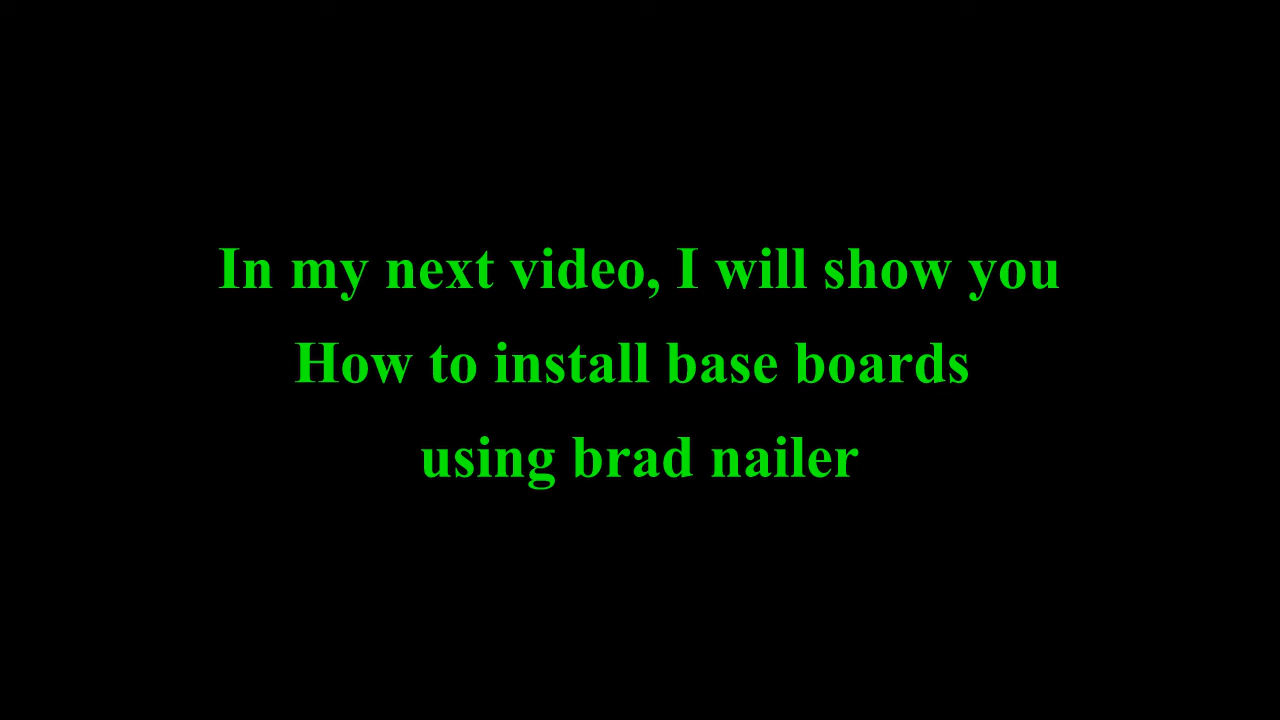 In my next video, I will show you
How to install base boards
using brad nailer